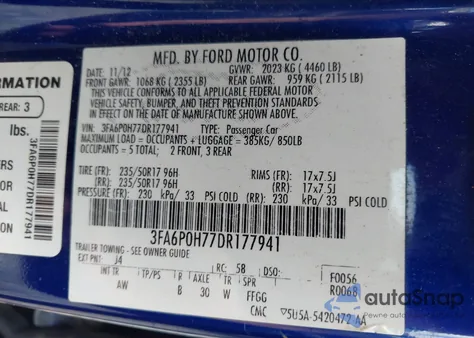 MFD. BY FORD MOTOR CO.
DATE: 11/12 GVWR: 2023 KG ( 4460 LB)
FRONT GAWR: 1068 KG ( 2355 LB) REAR GAWR: 959 KG ( 2115 LB)
THIS VEHICLE CONFORMS TO ALL APPLICABLE FEDERAL MOTOR
VEHICLE SAFETY, BUMPER, AND THEFT PREVENTION STANDARDS IN
EFFECT ON THE DATE OF MANUFACTURE SHOWN ABOVE.
VIN: 3FA6P0H77DR177941 TYPE: Passenger Car
MAXIMUM LOAD = OCCUPANTS + LUGGAGE = 385KG/ 850LB
OCCUPANTS = 5 TOTAL; 2 FRONT, 3 REAR
TIRE (FR): 235/50R17 96H RIMS (FR): 17x7.5J
(RR): 235/50R17 96H (RR): 17x7.5J
PRESSURE (FR): 230 kPa/ 33 PSI COLD (RR): 230 kPa/ 33 PSI COLD
3FA6P0H77DR177941
TRAILER TOWING - SEE OWNER GUIDE
EXT PNT: J4 RC: 5B DSO: F0056
INT TR TP/PS R AXLE TR SPR R0068
AW B 30 W FFGG
CMC ▽5U5A-5420472 AA
ORMATION
REAR: 3
lbs.
3FA6P0H77DR177941
autoSnap